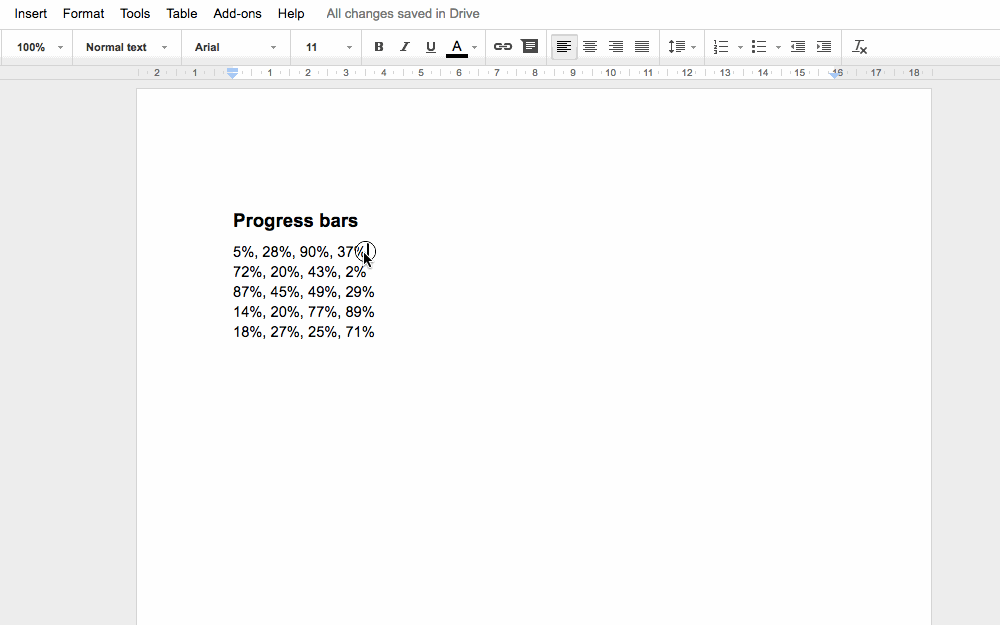 Insert Format Tools Table Add-ons Help All changes saved in Drive
100% Normal text Arial 11 B I U A
2 1 1 2 3 4 5 6 7 8 9 10 11 12 13 14 15 16 17 18
Progress bars
5%, 28%, 90%, 37%
72%, 20%, 43%, 2%
87%, 45%, 49%, 29%
14%, 20%, 77%, 89%
18%, 27%, 25%, 71%